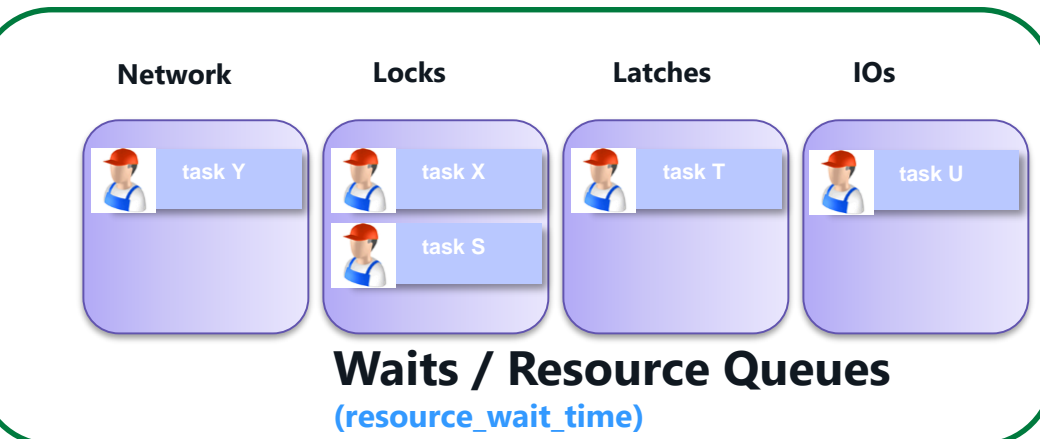 Network Locks Latches IOs
task Y task X task T task U
task S
Waits / Resource Queues
(resource_wait_time)